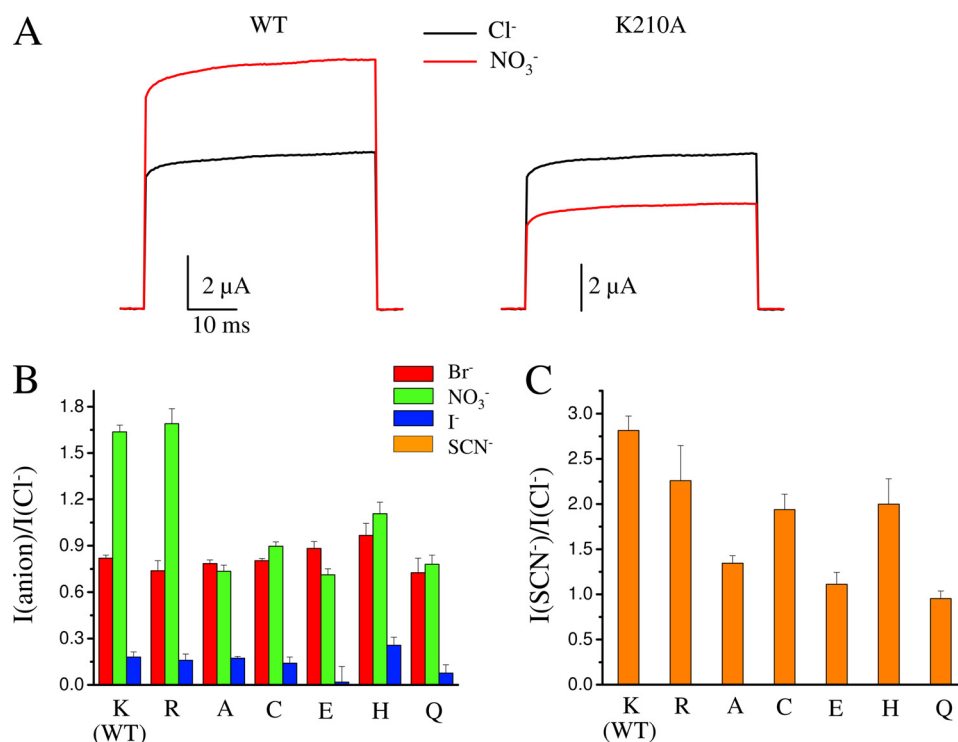 A
WT
Cl⁻
NO₃⁻
K210A
2 µA
10 ms
2 µA
B
Br⁻
NO₃⁻
I⁻
SCN⁻
I(anion)/I(Cl⁻)
1.8
1.5
1.2
0.9
0.6
0.3
0.0
K R A C E H Q
(WT)
C
I(SCN⁻)/I(Cl⁻)
3.0
2.5
2.0
1.5
1.0
0.5
0.0
K R A C E H Q
(WT)